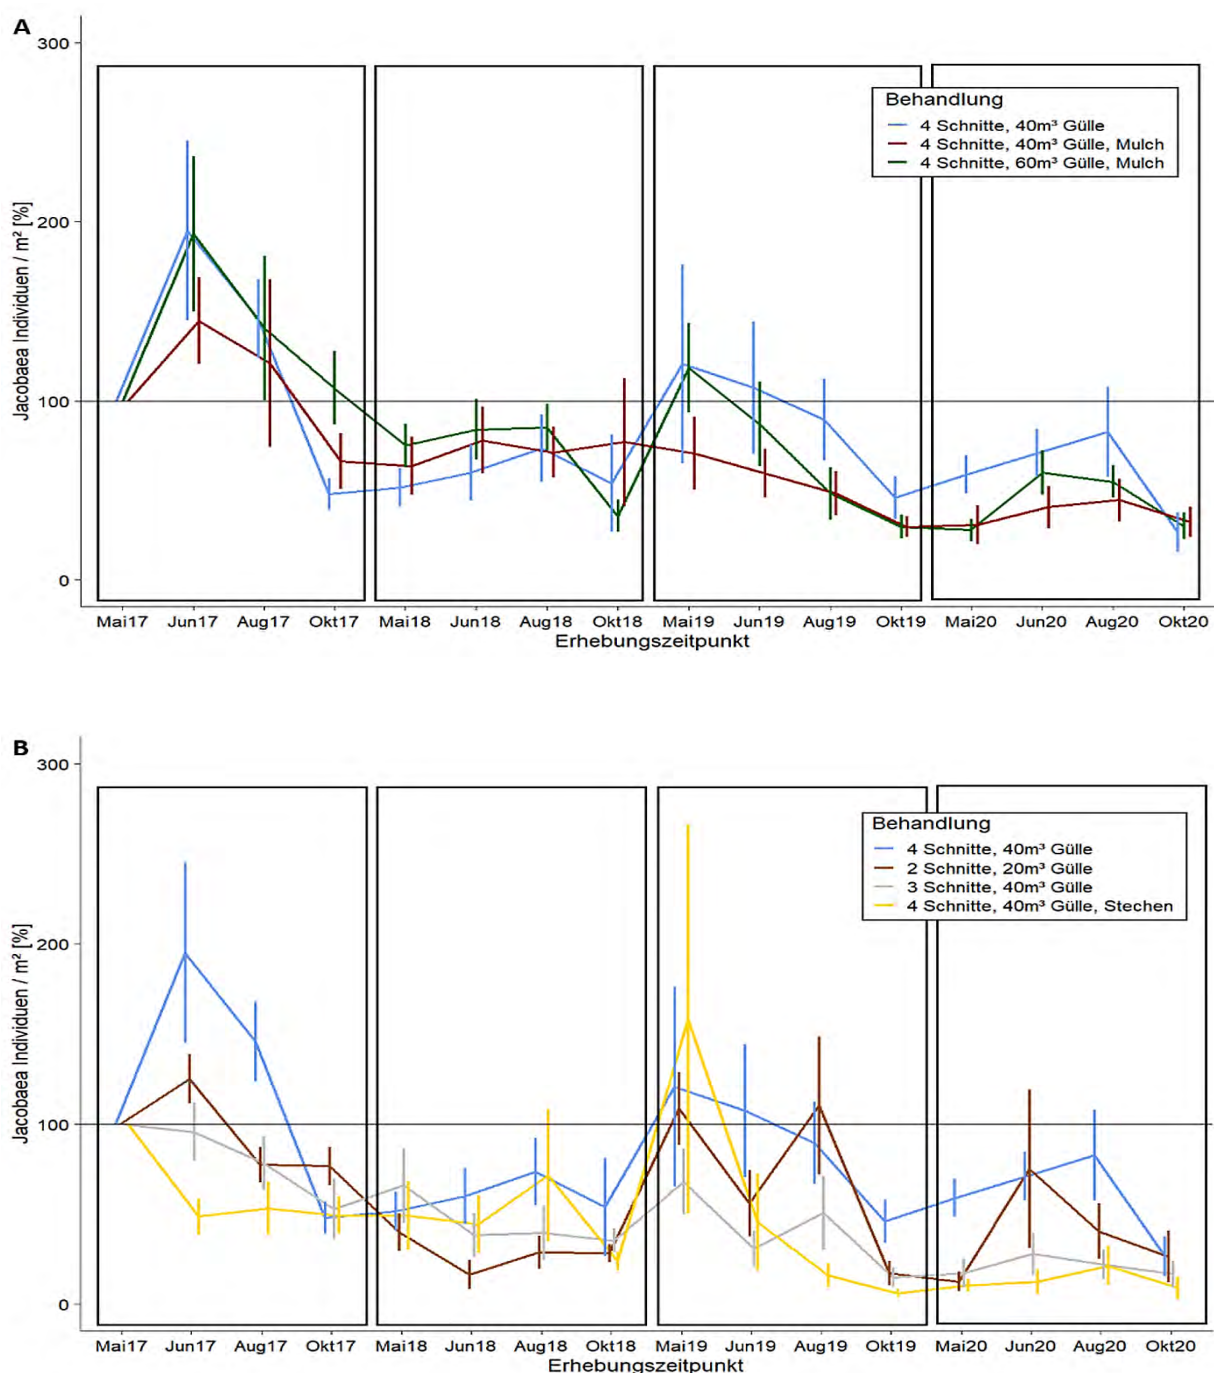 A
300
200
100
0
Jacobaea Individuen / m² [%]
Behandlung
4 Schnitte, 40m³ Gülle
4 Schnitte, 40m³ Gülle, Mulch
4 Schnitte, 60m³ Gülle, Mulch
Mai17 Jun17 Aug17 Okt17 Mai18 Jun18 Aug18 Okt18 Mai19 Jun19 Aug19 Okt19 Mai20 Jun20 Aug20 Okt20
Erhebungszeitpunkt
B
300
200
100
0
Jacobaea Individuen / m² [%]
Behandlung
4 Schnitte, 40m³ Gülle
2 Schnitte, 20m³ Gülle
3 Schnitte, 40m³ Gülle
4 Schnitte, 40m³ Gülle, Stechen
Mai17 Jun17 Aug17 Okt17 Mai18 Jun18 Aug18 Okt18 Mai19 Jun19 Aug19 Okt19 Mai20 Jun20 Aug20 Okt20
Erhebungszeitpunkt